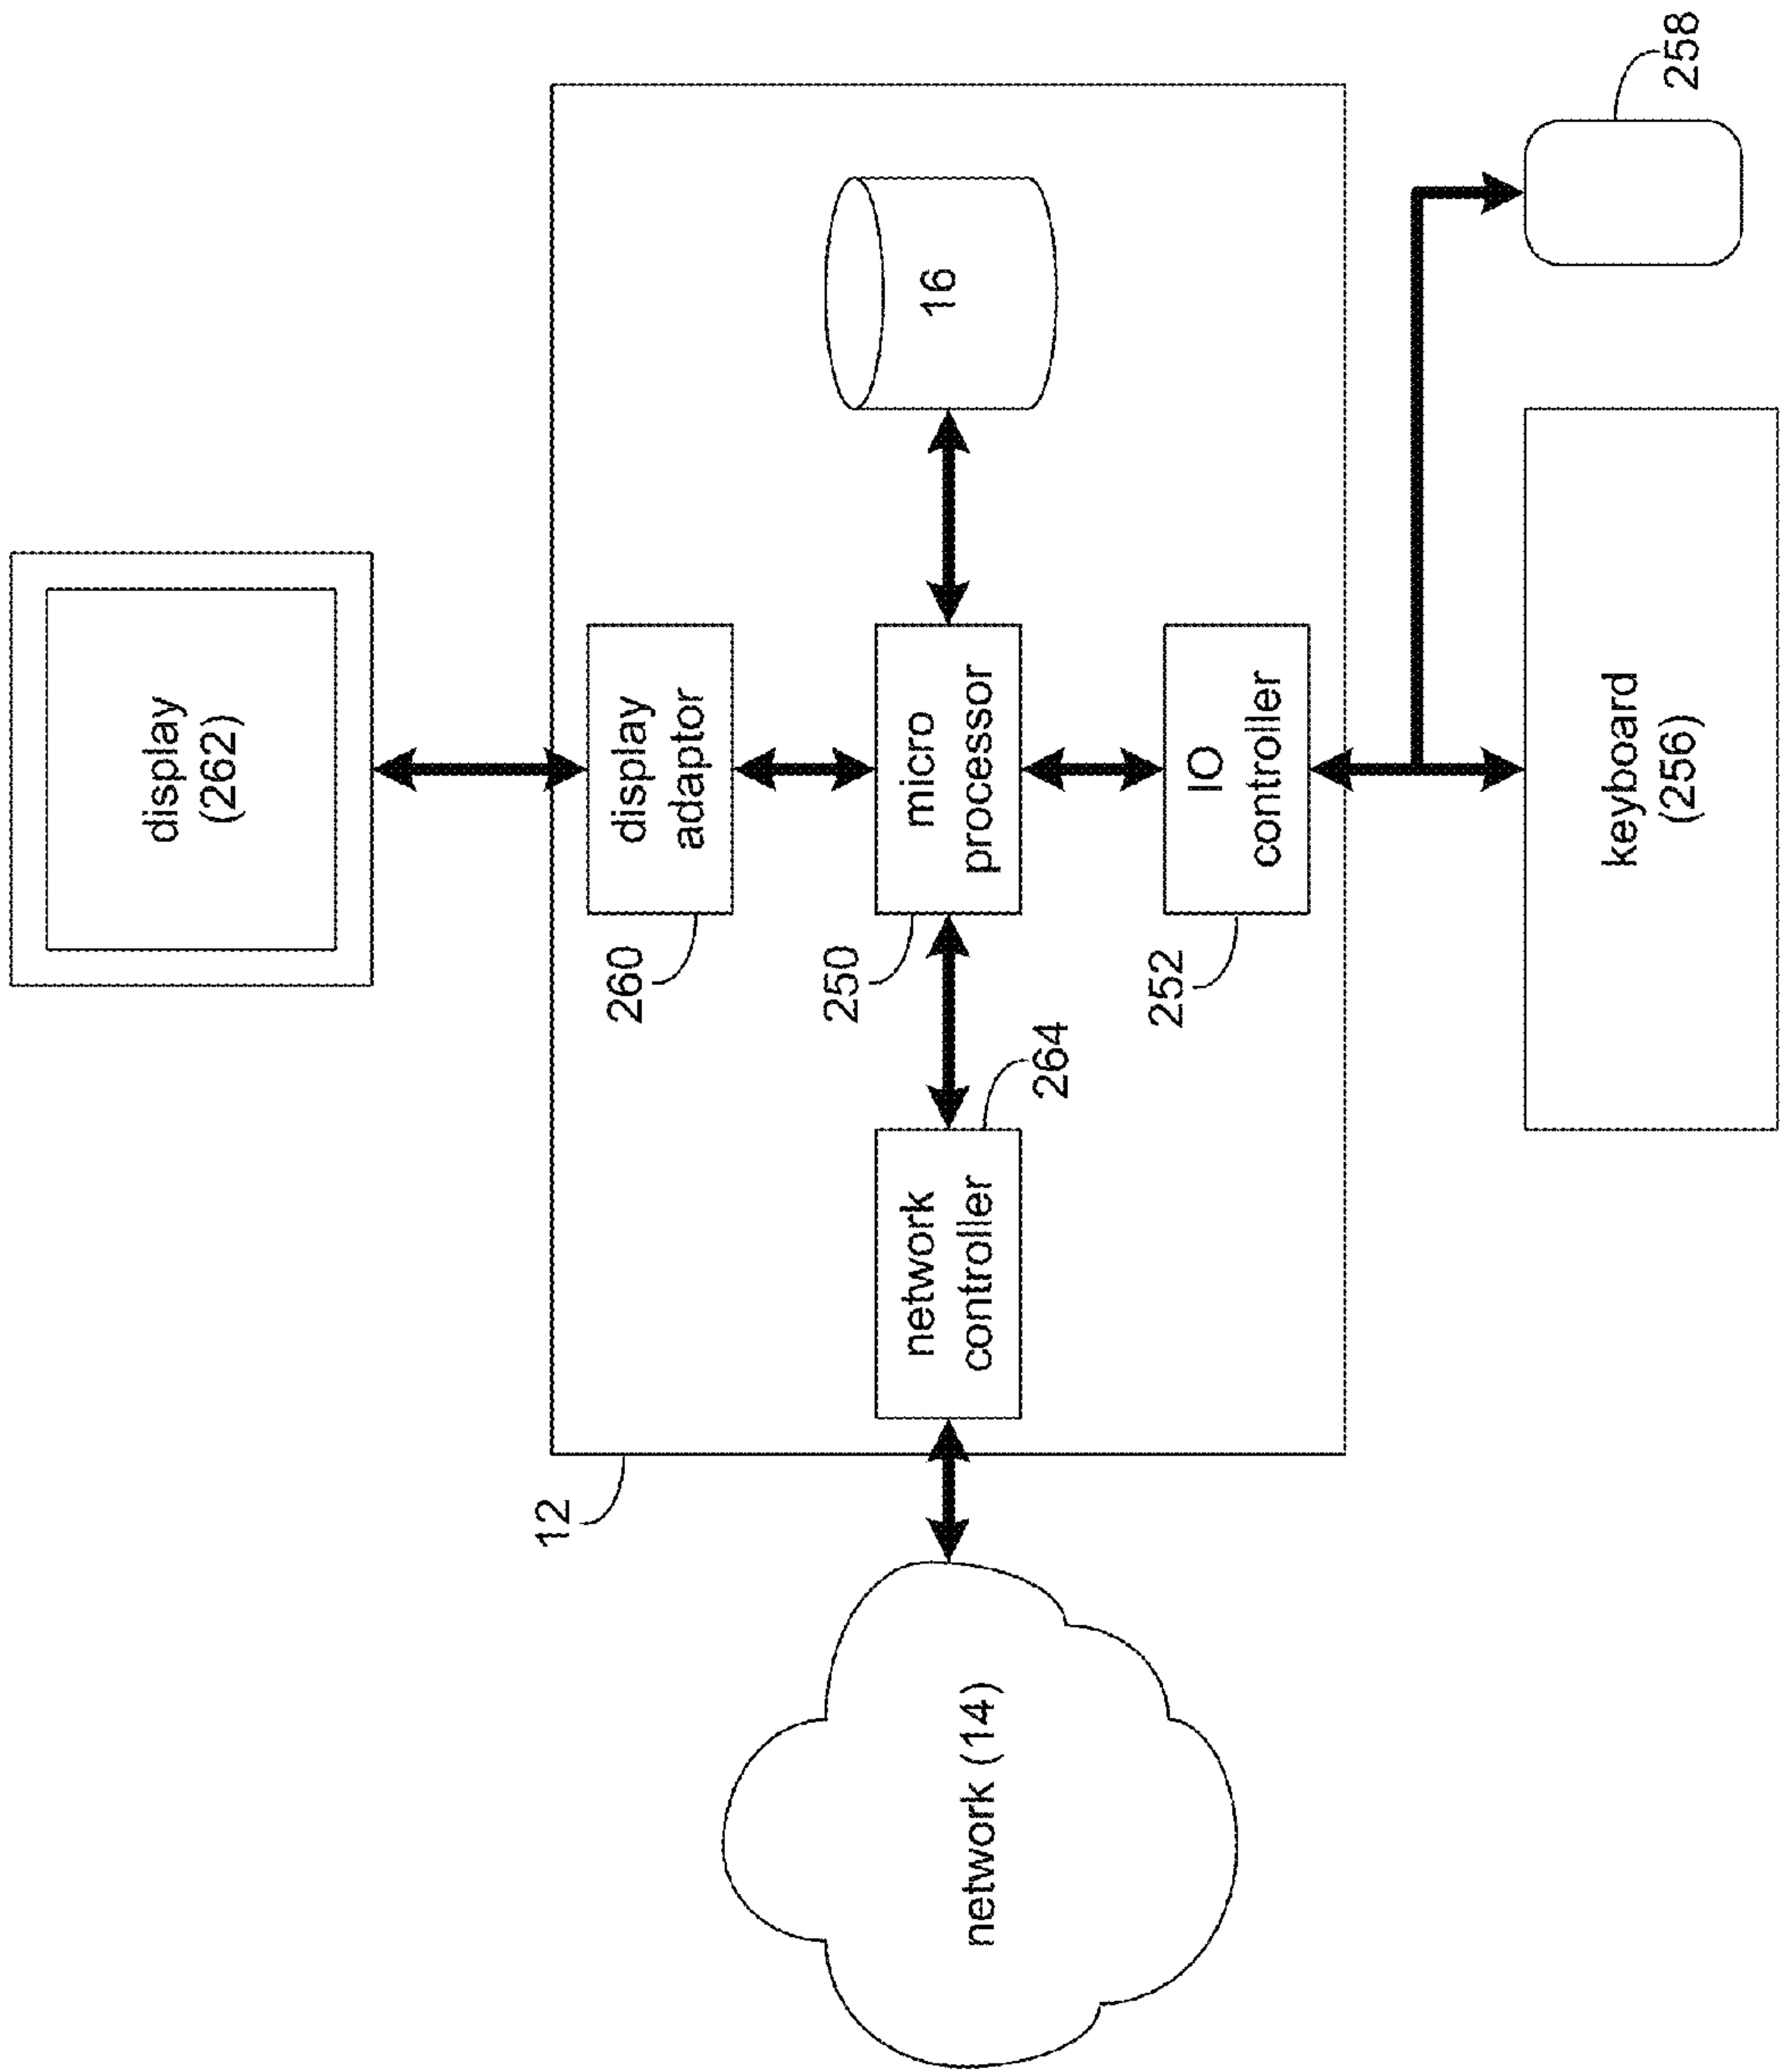 display
(262)
display
adaptor
260
micro
processor
250
16
network
controller
264
IO
controller
252
12
network (14)
keyboard
(256)
258